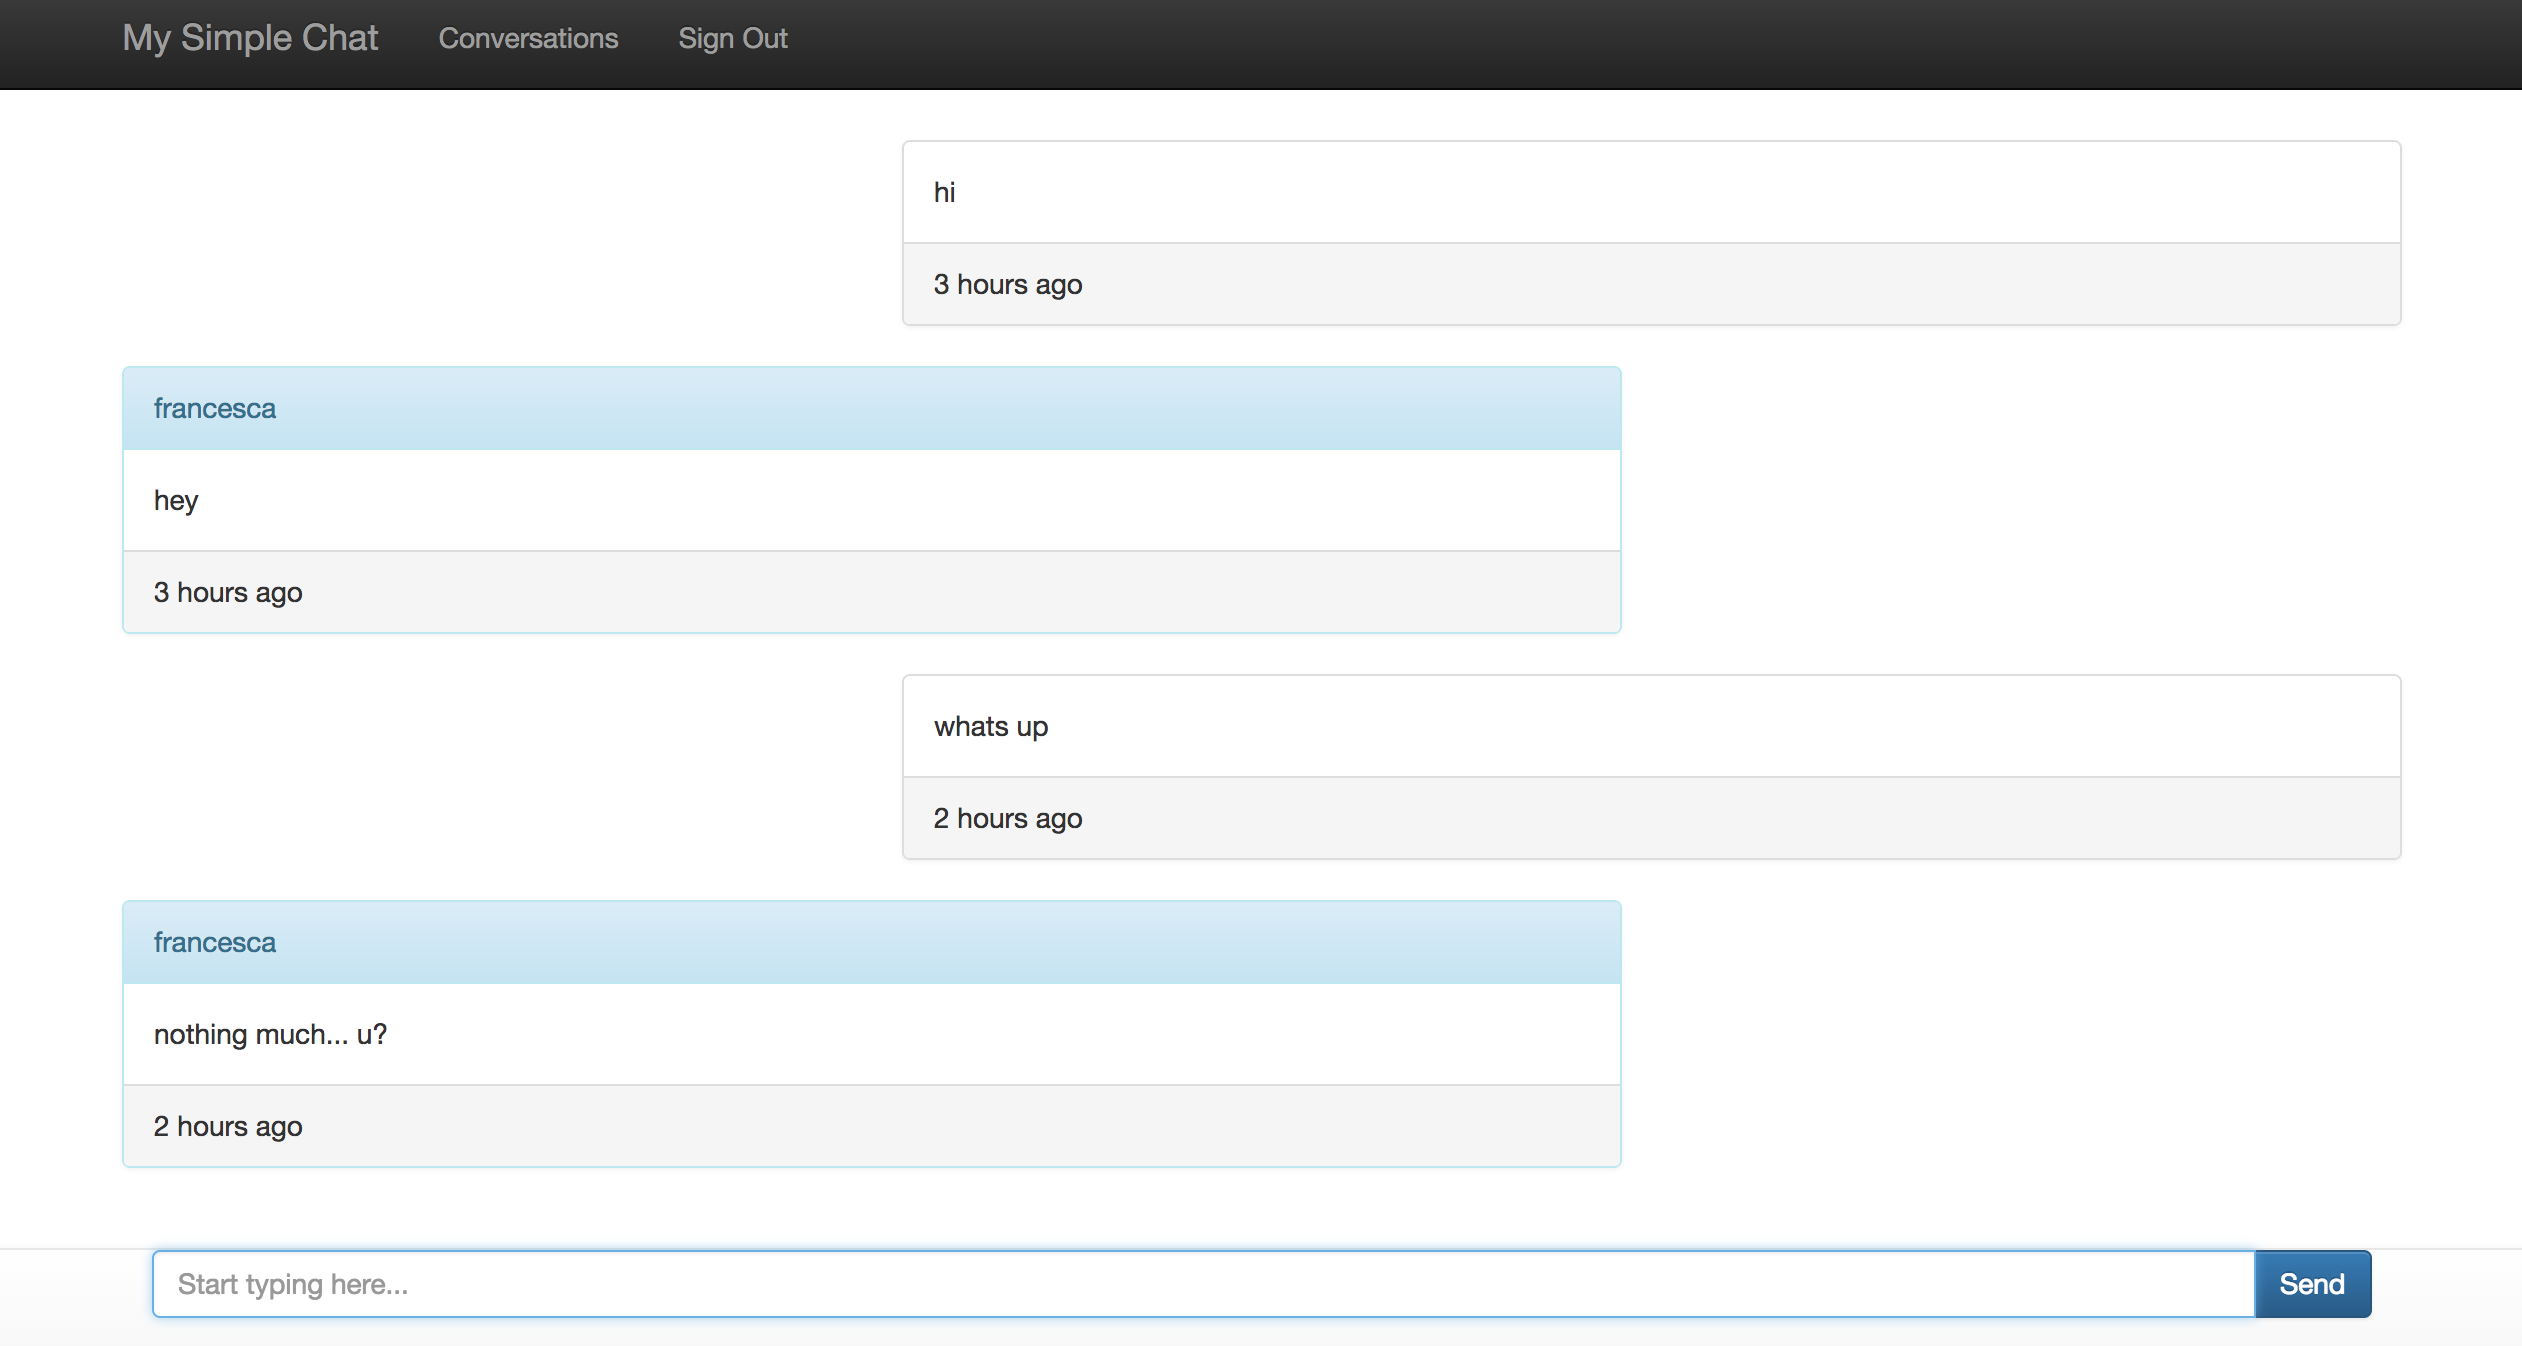 My Simple Chat Conversations Sign Out
hi
3 hours ago
francesca
hey
3 hours ago
whats up
2 hours ago
francesca
nothing much... u?
2 hours ago
Start typing here... Send